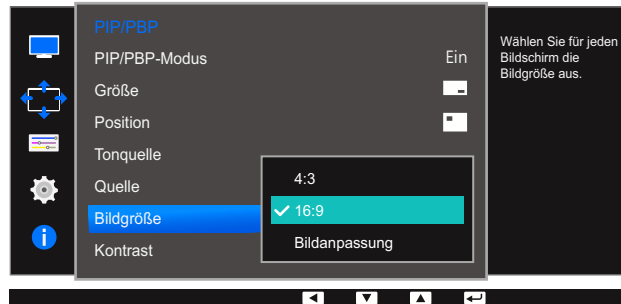 PIP/PBP
PIP/PBP-Modus Ein
Größe
Position
Tonquelle
Quelle
Bildgröße
Kontrast
4:3
16:9
Bildanpassung
Wählen Sie für jeden
Bildschirm die
Bildgröße aus.